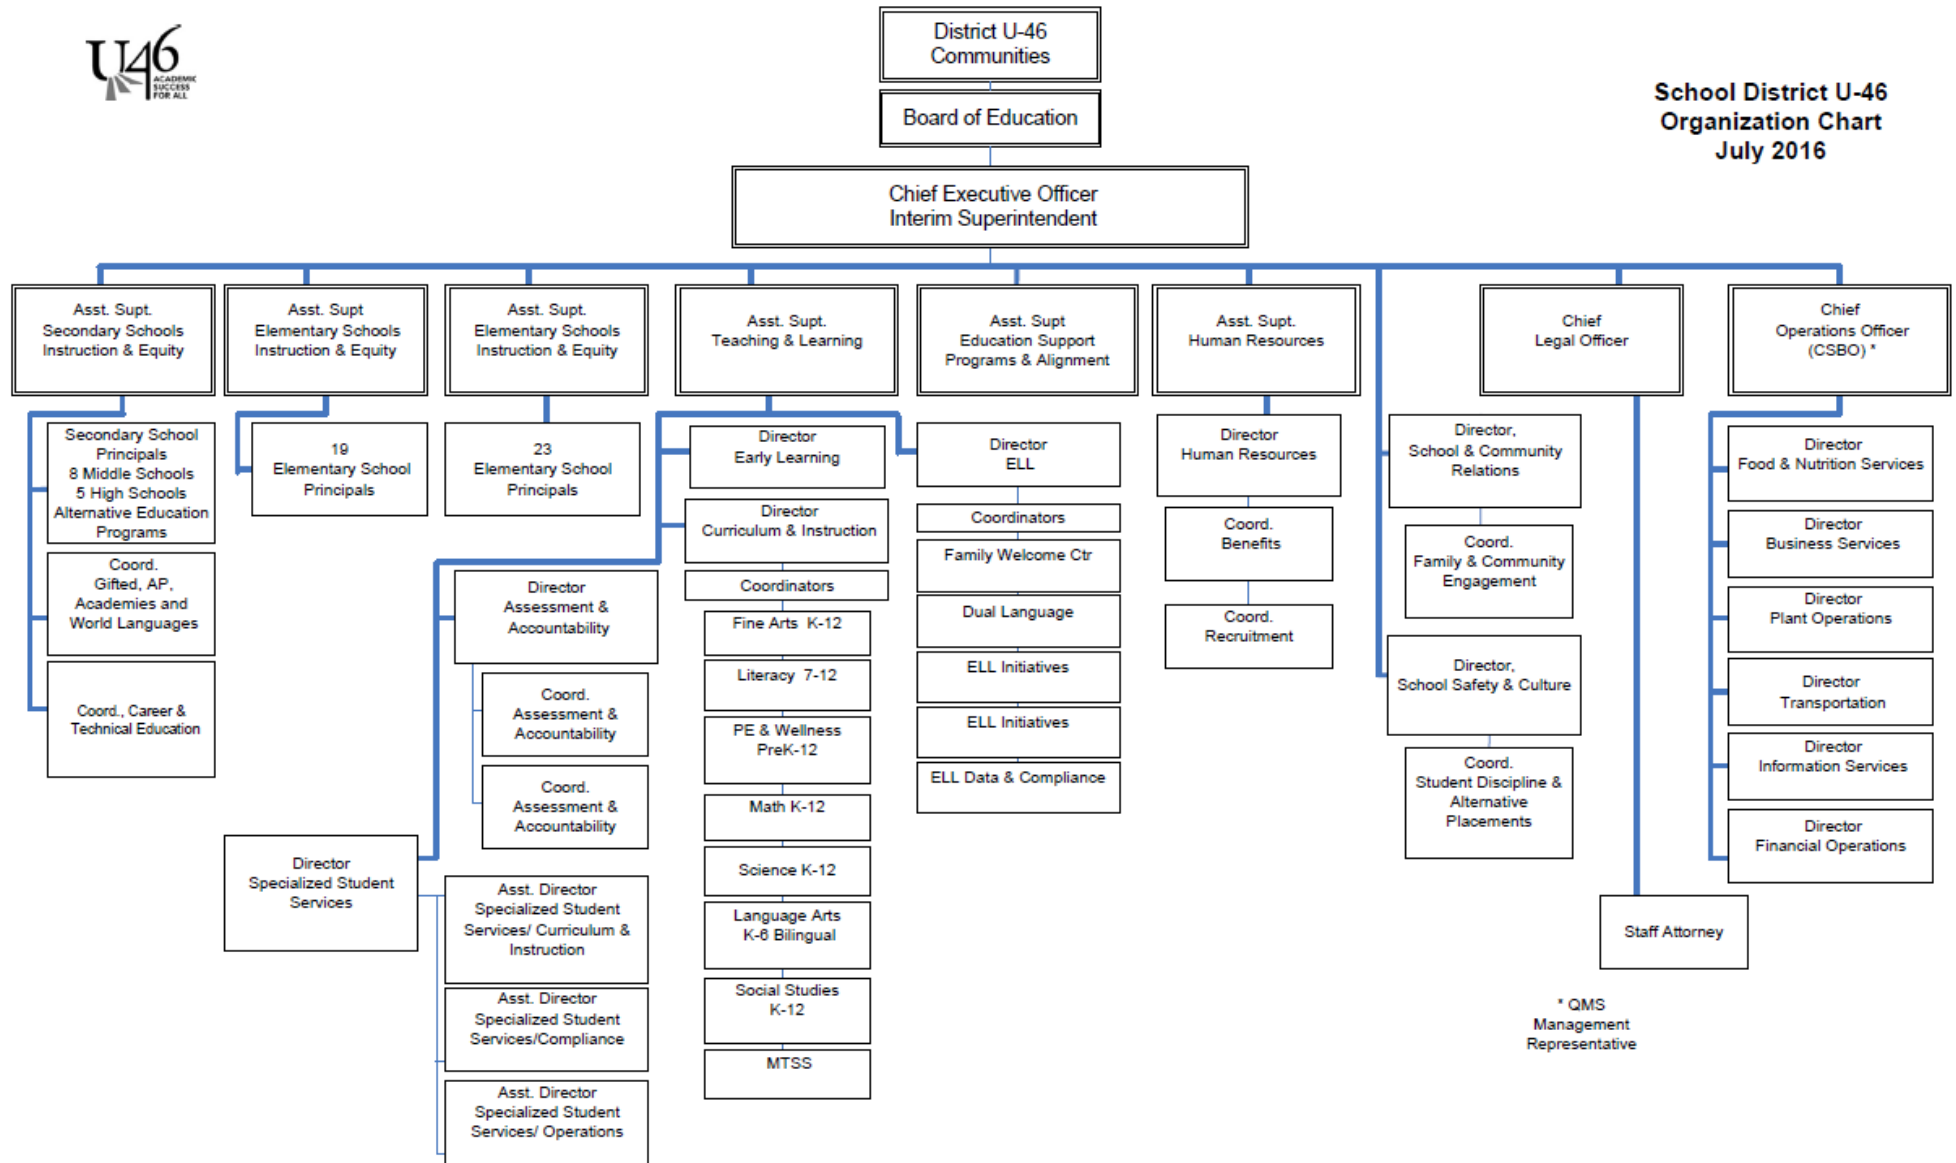 U46
ACADEMIC
SUCCESS
FOR ALL
District U-46
Communities
School District U-46
Organization Chart
July 2016
Board of Education
Chief Executive Officer
Interim Superintendent
Asst. Supt.
Secondary Schools
Instruction & Equity
Asst. Supt
Elementary Schools
Instruction & Equity
Asst. Supt.
Elementary Schools
Instruction & Equity
Asst. Supt.
Teaching & Learning
Asst. Supt
Education Support
Programs & Alignment
Asst. Supt.
Human Resources
Chief
Legal Officer
Chief
Operations Officer
(CSBO) *
Secondary School
Principals
8 Middle Schools
5 High Schools
Alternative Education
Programs
Coord.
Gifted, AP,
Academies and
World Languages
Coord., Career &
Technical Education
19
Elementary School
Principals
23
Elementary School
Principals
Director
Early Learning
Director
Curriculum & Instruction
Coordinators
Fine Arts K-12
Literacy 7-12
PE & Wellness
PreK-12
Math K-12
Science K-12
Language Arts
K-6 Bilingual
Social Studies
K-12
MTSS
Director
Assessment &
Accountability
Coord.
Assessment &
Accountability
Coord.
Assessment &
Accountability
Director
Specialized Student
Services
Asst. Director
Specialized Student
Services/ Curriculum &
Instruction
Asst. Director
Specialized Student
Services/Compliance
Asst. Director
Specialized Student
Services/ Operations
Director
ELL
Coordinators
Family Welcome Ctr
Dual Language
ELL Initiatives
ELL Initiatives
ELL Data & Compliance
Director
Human Resources
Coord.
Benefits
Coord.
Recruitment
Director,
School & Community
Relations
Coord.
Family & Community
Engagement
Director,
School Safety & Culture
Coord.
Student Discipline &
Alternative
Placements
Staff Attorney
Director
Food & Nutrition Services
Director
Business Services
Director
Plant Operations
Director
Transportation
Director
Information Services
Director
Financial Operations
* QMS
Management
Representative